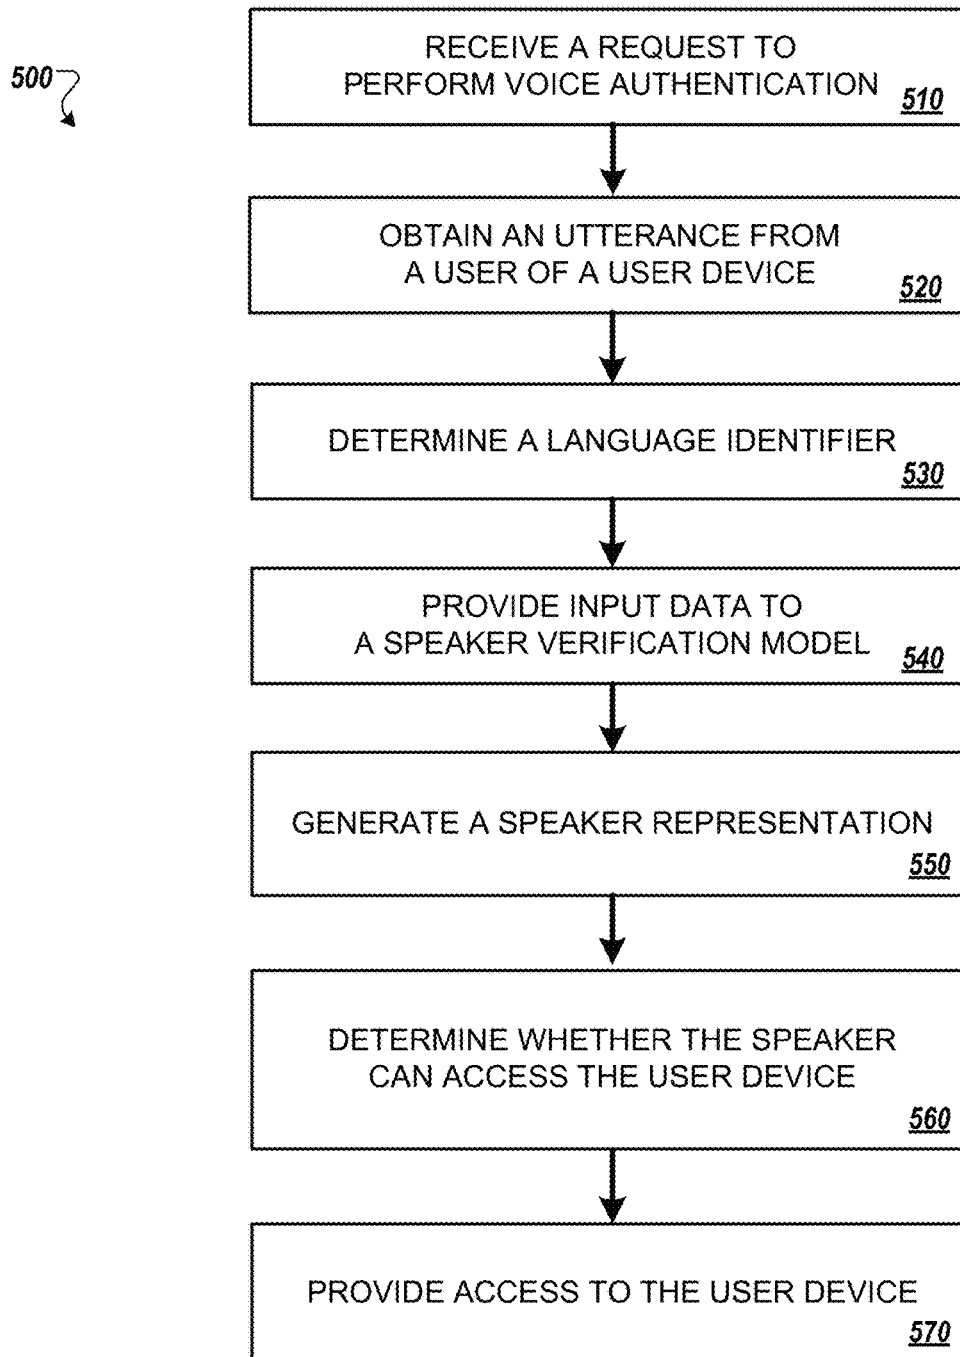 500
RECEIVE A REQUEST TO
PERFORM VOICE AUTHENTICATION
510
OBTAIN AN UTTERANCE FROM
A USER OF A USER DEVICE
520
DETERMINE A LANGUAGE IDENTIFIER
530
PROVIDE INPUT DATA TO
A SPEAKER VERIFICATION MODEL
540
GENERATE A SPEAKER REPRESENTATION
550
DETERMINE WHETHER THE SPEAKER
CAN ACCESS THE USER DEVICE
560
PROVIDE ACCESS TO THE USER DEVICE
570